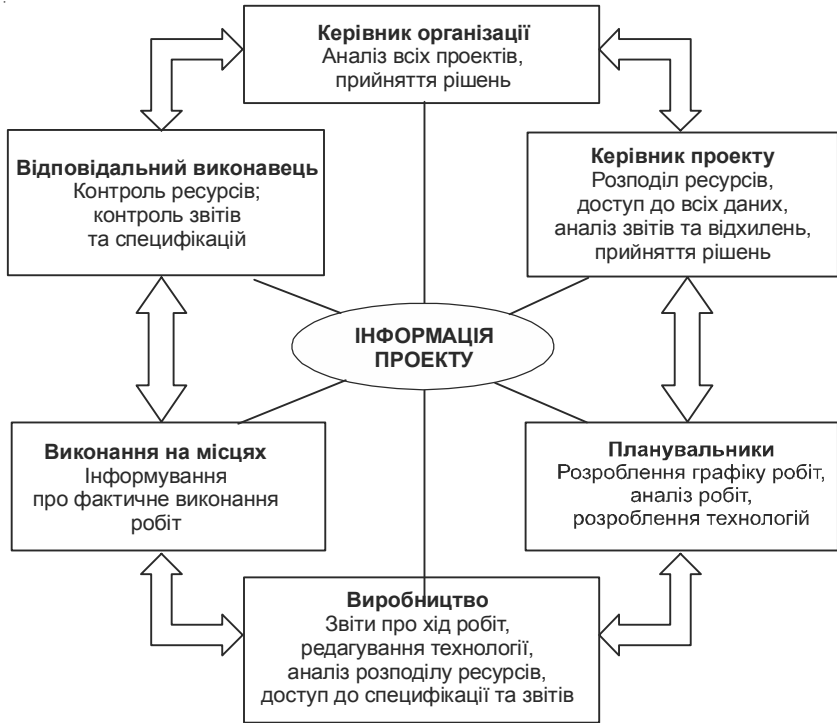 Керівник організації
Аналіз всіх проектів,
прийняття рішень
Відповідальний виконавець
Контроль ресурсів;
контроль звітів
та специфікацій
Керівник проекту
Розподіл ресурсів,
доступ до всіх даних,
аналіз звітів та відхилень,
прийняття рішень
ІНФОРМАЦІЯ
ПРОЕКТУ
Виконання на місцях
Інформування
про фактичне виконання
робіт
Планувальники
Розроблення графіку робіт,
аналіз робіт,
розроблення технологій
Виробництво
Звіти про хід робіт,
редагування технології,
аналіз розподілу ресурсів,
доступ до специфікації та звітів